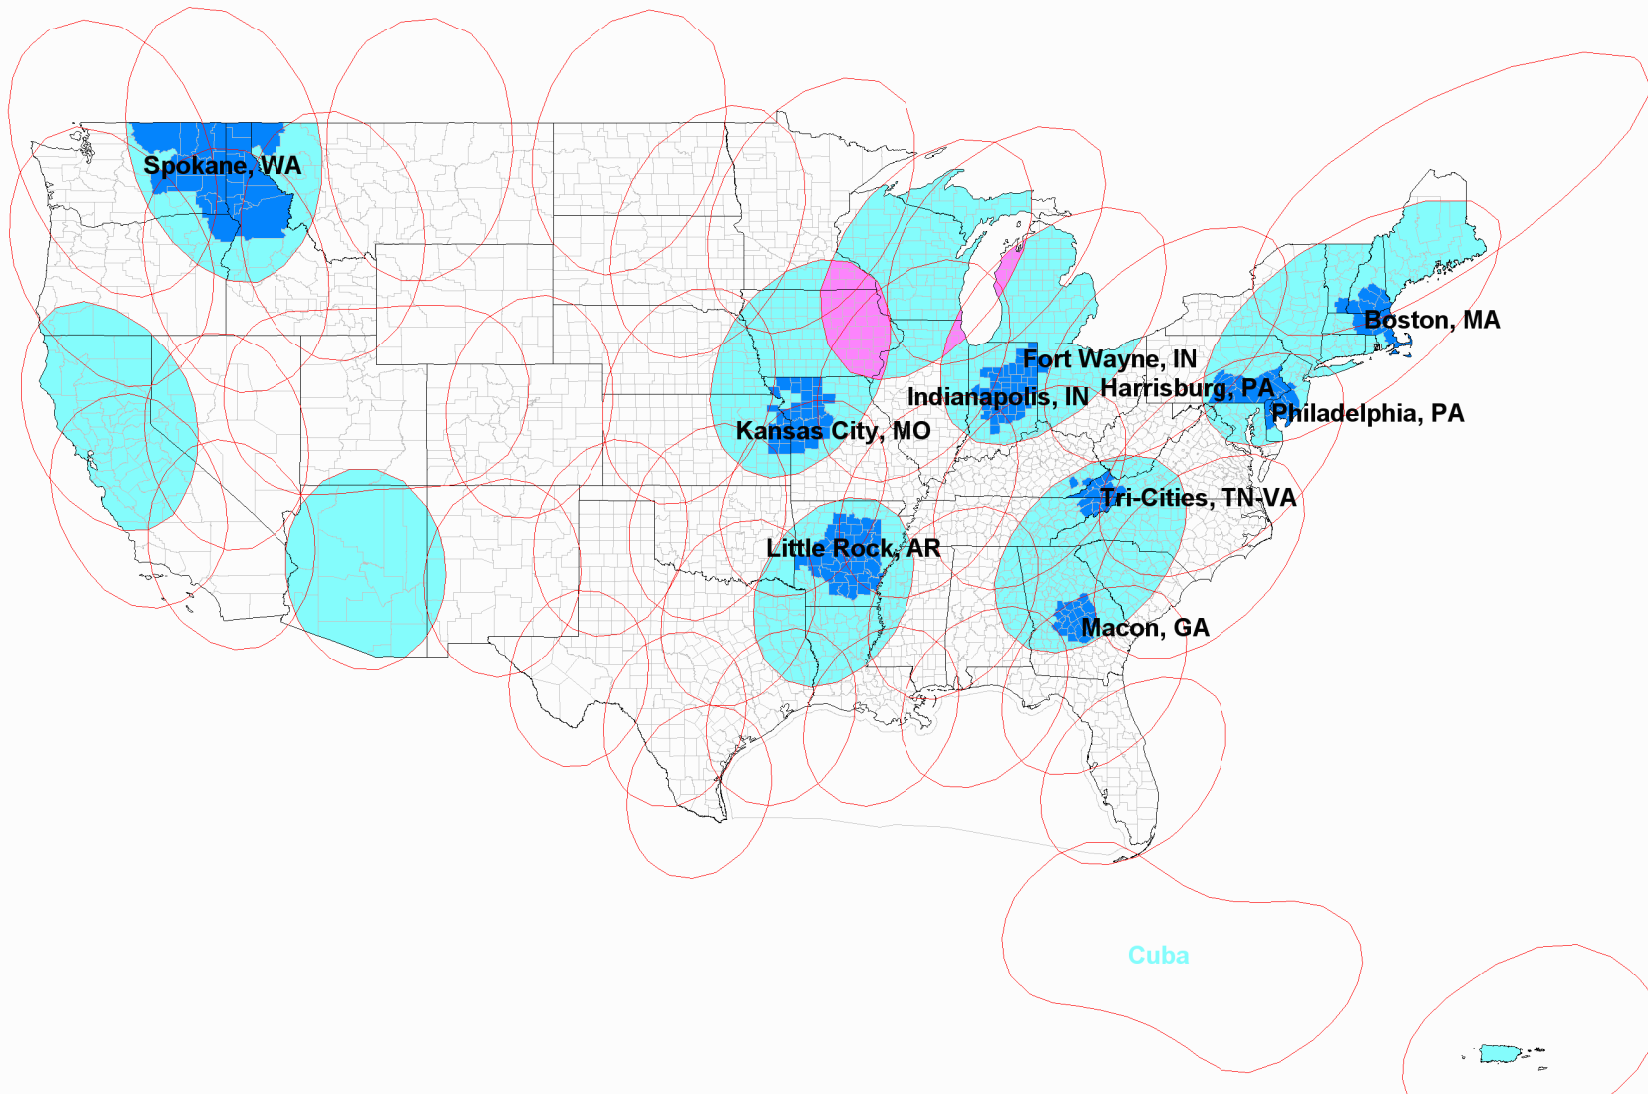 Spokane, WA
Boston, MA
Fort Wayne, IN
Harrisburg, PA
Indianapolis, IN
Philadelphia, PA
Kansas City, MO
Tri-Cities, TN-VA
Little Rock, AR
Macon, GA
Cuba